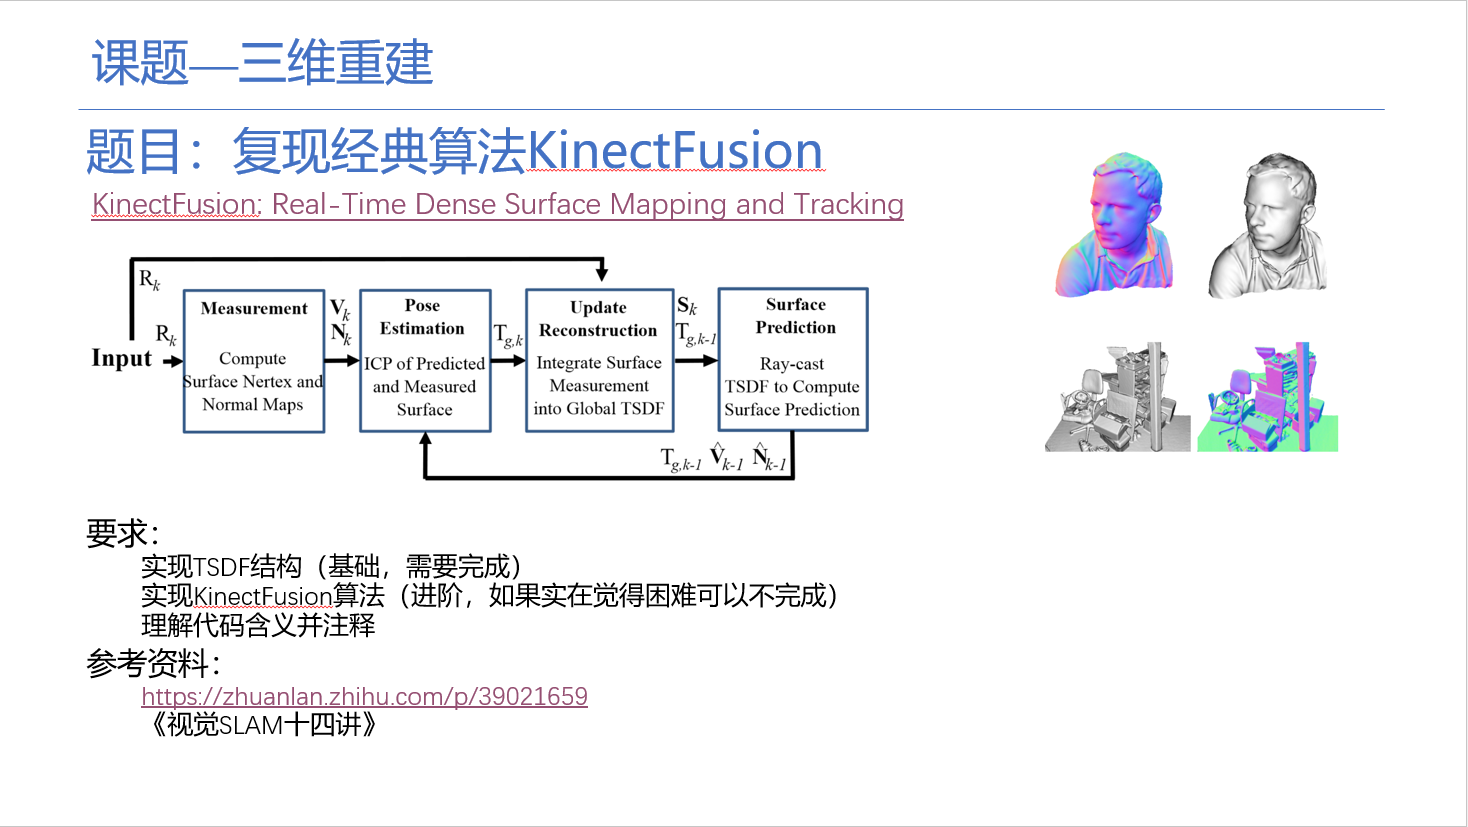 课题—三维重建
题目：复现经典算法KinectFusion
KinectFusion: Real-Time Dense Surface Mapping and Tracking
R_k
Input
R_k
Measurement
Compute
Surface Nertex and
Normal Maps
V_k
N_k
Pose
Estimation
ICP of Predicted
and Measured
Surface
T_g,k
Update
Reconstruction
Integrate Surface
Measurement
into Global TSDF
S_k
T_g,k-1
Surface
Prediction
Ray-cast
TSDF to Compute
Surface Prediction
T_g,k-1 V̂_k-1 N̂_k-1
要求：
实现TSDF结构（基础，需要完成）
实现KinectFusion算法（进阶，如果实在觉得困难可以不完成）
理解代码含义并注释
参考资料：
https://zhuanlan.zhihu.com/p/39021659
《视觉SLAM十四讲》